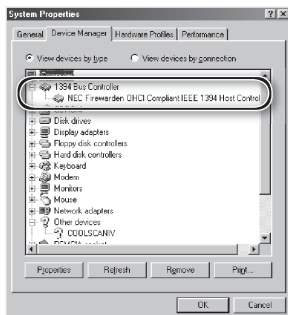 System Properties
General Device Manager Hardware Profiles Performance
View devices by type View devices by connection
1394 Bus Controller
NEC Firewarden OHCI Compliant IEEE 1394 Host Control
Disk drives
Display adapters
Floppy disk controllers
Hard disk controllers
Keyboard
Modem
Monitors
Mouse
Network adapters
Other devices
COOLSCANIV
Properties Refresh Remove Print...
OK Cancel